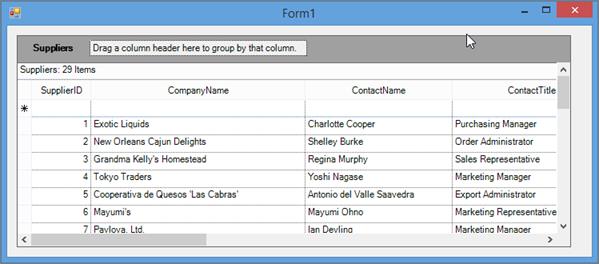 Form1
Suppliers Drag a column header here to group by that column.
Suppliers: 29 Items
SupplierID CompanyName ContactName ContactTitle
1 Exotic Liquids Charlotte Cooper Purchasing Manager
2 New Orleans Cajun Delights Shelley Burke Order Administrator
3 Grandma Kelly's Homestead Regina Murphy Sales Representative
4 Tokyo Traders Yoshi Nagase Marketing Manager
5 Cooperativa de Quesos 'Las Cabras' Antonio del Valle Saavedra Export Administrator
6 Mayumi's Mayumi Ohno Marketing Representative
7 Pavlova, Ltd. Ian Devling Marketing Manager